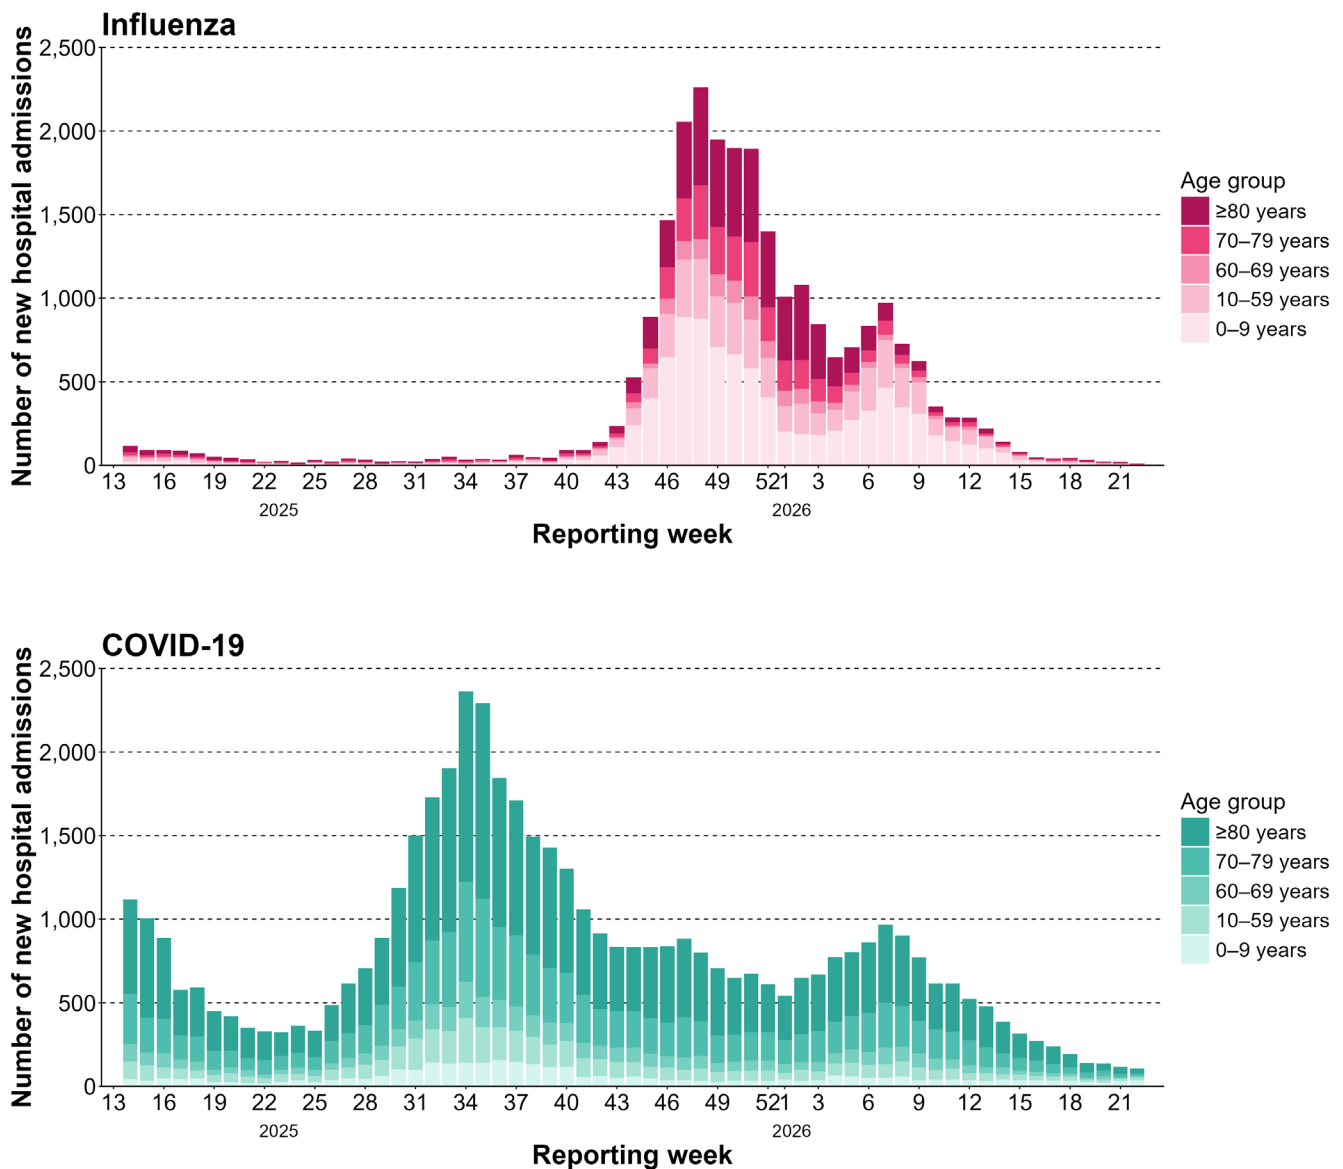 Influenza
Number of new hospital admissions
2,500
2,000
1,500
1,000
500
0
13 16 19 22 25 28 31 34 37 40 43 46 49 52 1 3 6 9 12 15 18 21
2025 2026
Reporting week
Age group
≥80 years
70–79 years
60–69 years
10–59 years
0–9 years
COVID-19
Number of new hospital admissions
2,500
2,000
1,500
1,000
500
0
13 16 19 22 25 28 31 34 37 40 43 46 49 52 1 3 6 9 12 15 18 21
2025 2026
Reporting week
Age group
≥80 years
70–79 years
60–69 years
10–59 years
0–9 years